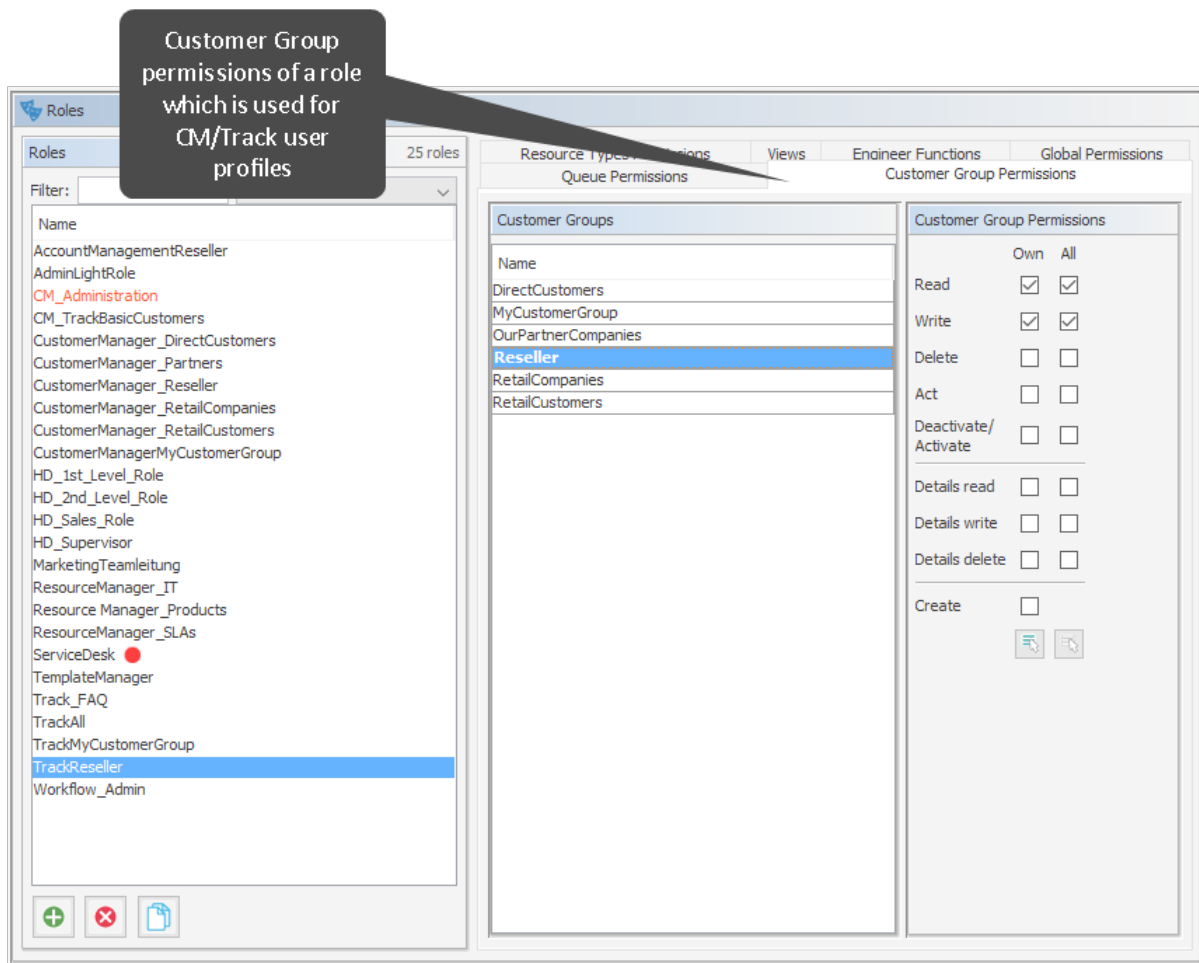 Customer Group
permissions of a role
which is used for
CM/Track user
profiles
Roles
Roles 25 roles
Filter:
Name
AccountManagementReseller
AdminLightRole
CM_Administration
CM_TrackBasicCustomers
CustomerManager_DirectCustomers
CustomerManager_Partners
CustomerManager_Reseller
CustomerManager_RetailCompanies
CustomerManager_RetailCustomers
CustomerManagerMyCustomerGroup
HD_1st_Level_Role
HD_2nd_Level_Role
HD_Sales_Role
HD_Supervisor
MarketingTeamleitung
ResourceManager_IT
Resource Manager_Products
ResourceManager_SLAs
ServiceDesk
TemplateManager
Track_FAQ
TrackAll
TrackMyCustomerGroup
TrackReseller
Workflow_Admin
Resource Types Views Engineer Functions Global Permissions
Queue Permissions Customer Group Permissions
Customer Groups
Name
DirectCustomers
MyCustomerGroup
OurPartnerCompanies
Reseller
RetailCompanies
RetailCustomers
Customer Group Permissions
Own All
Read
Write
Delete
Act
Deactivate/
Activate
Details read
Details write
Details delete
Create